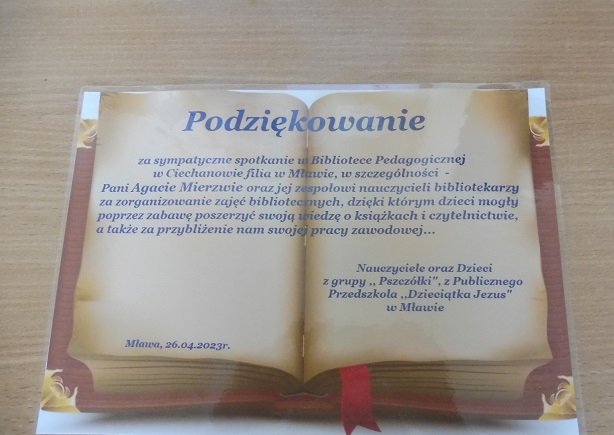 Podziękowanie
za sympatyczne spotkanie w Bibliotece Pedagogicznej
w Ciechanowie filia w Mławie, w szczególności -
Pani Agacie Mierzwie oraz jej zespołowi nauczycieli bibliotekarzy
za zorganizowanie zajęć bibliotecznych, dzięki którym dzieci mogły
poprzez zabawę poszerzyć swoją wiedzę o książkach i czytelnictwie,
a także za przybliżenie nam swojej pracy zawodowej...
Nauczyciele oraz Dzieci
z grupy ,, Pszczółki", z Publicznego
Przedszkola ,,Dzieciątka Jezus"
w Mławie
Mława, 26.04.2023r.